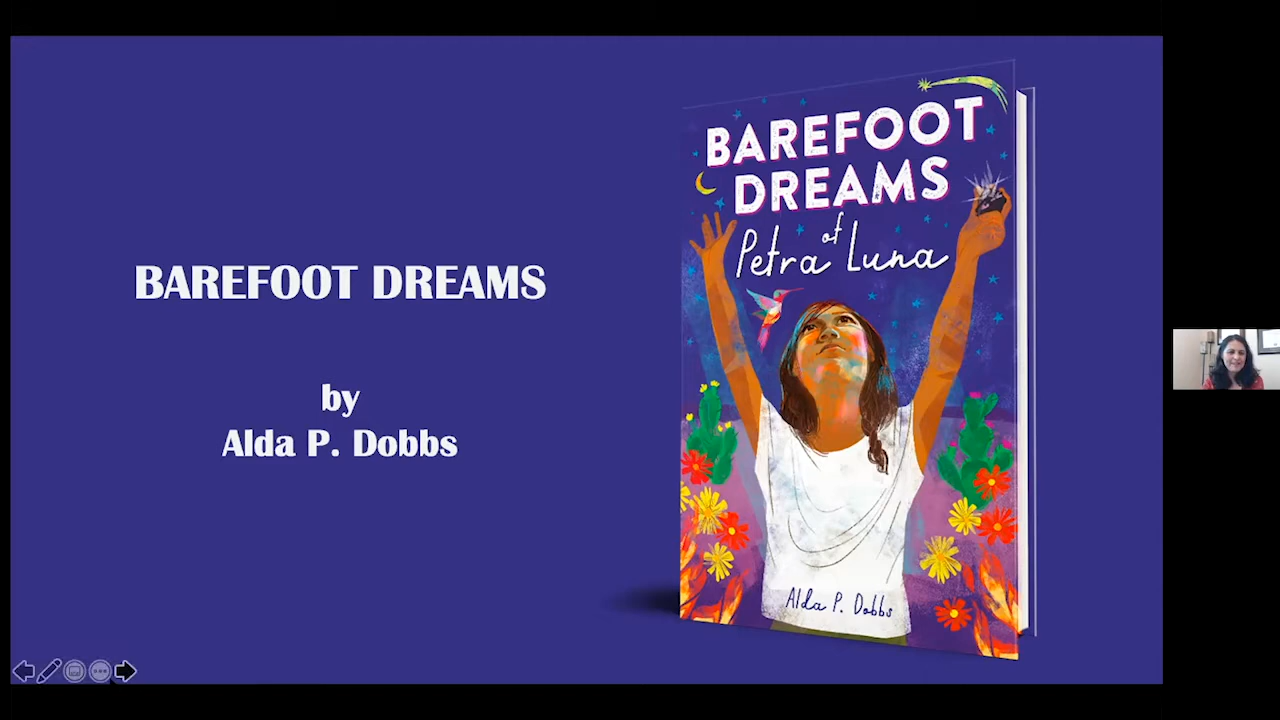 BAREFOOT DREAMS
by
Alda P. Dobbs
BAREFOOT
DREAMS
of
Petra Luna
Alda P. Dobbs